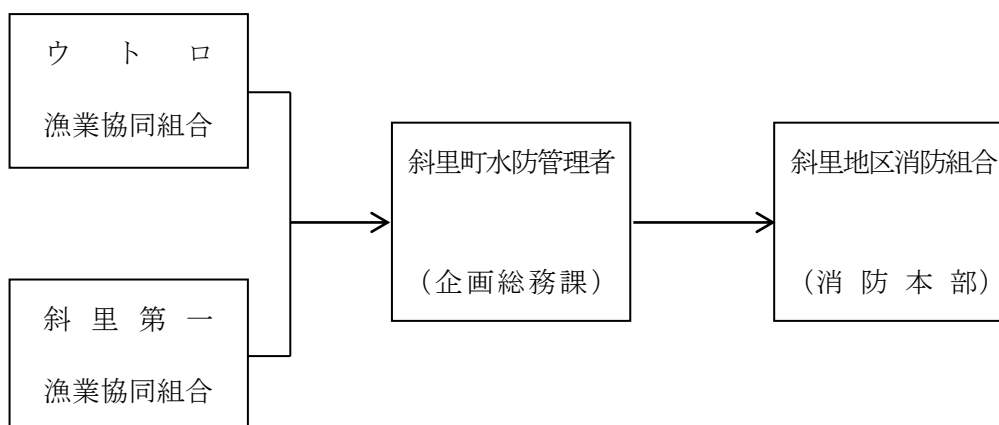 ウトロ
漁業協同組合
斜里第一
漁業協同組合
斜里町水防管理者
（企画総務課）
斜里地区消防組合
（消防本部）